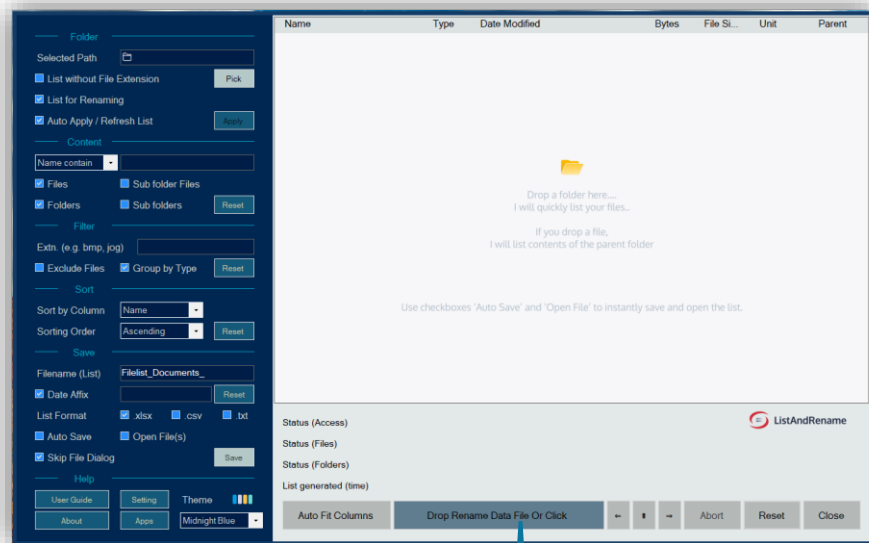 Folder
Selected Path
List without File Extension Pick
List for Renaming
Auto Apply / Refresh List Apply
Content
Name contain
Files Sub folder Files
Folders Sub folders Reset
Filter
Extn. (e.g. bmp, jog)
Exclude Files Group by Type Reset
Sort
Sort by Column Name
Sorting Order Ascending Reset
Save
Filename (List) Filelist_Documents_
Date Affix Reset
List Format .xlsx .csv .txt
Auto Save Open File(s)
Skip File Dialog Save
Help
User Guide Setting Theme
About Apps Midnight Blue
Name Type Date Modified Bytes File Si... Unit Parent
Drop a folder here....
I will quickly list your files..
If you drop a file,
I will list contents of the parent folder
Use checkboxes 'Auto Save' and 'Open File' to instantly save and open the list.
Status (Access)
ListAndRename
Status (Files)
Status (Folders)
List generated (time)
Auto Fit Columns Drop Rename Data File Or Click ← ⬆ → Abort Reset Close